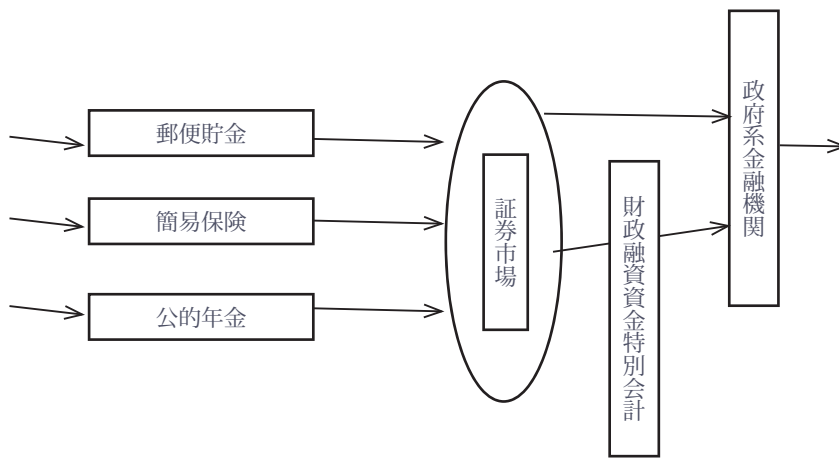 郵便貯金
簡易保険
公的年金
証券市場
財政融資資金特別会計
政府系金融機関